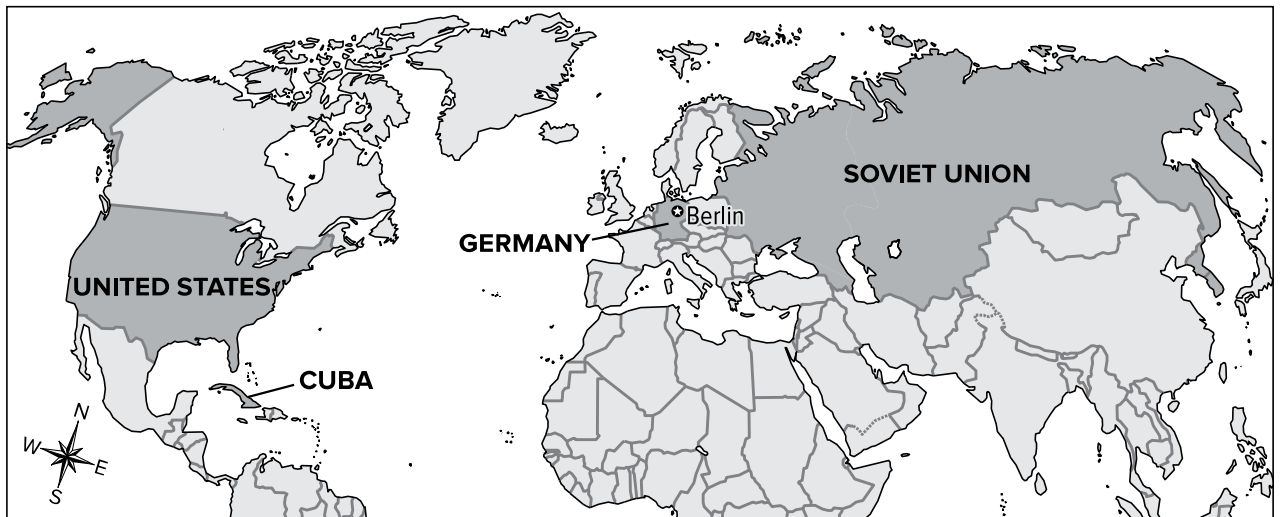 SOVIET UNION
Berlin
GERMANY
UNITED STATES
CUBA
N
W
E
S